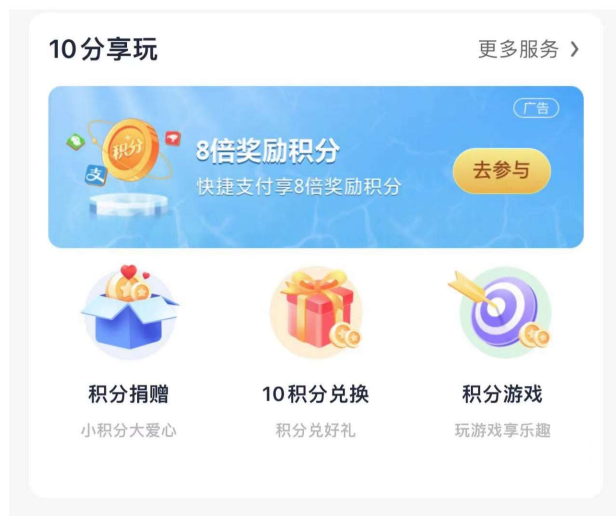 10分享玩
更多服务
广告
积分
支
8倍奖励积分
快捷支付享8倍奖励积分
去参与
积分捐赠
10积分兑换
积分游戏
小积分大爱心
积分兑好礼
玩游戏享乐趣